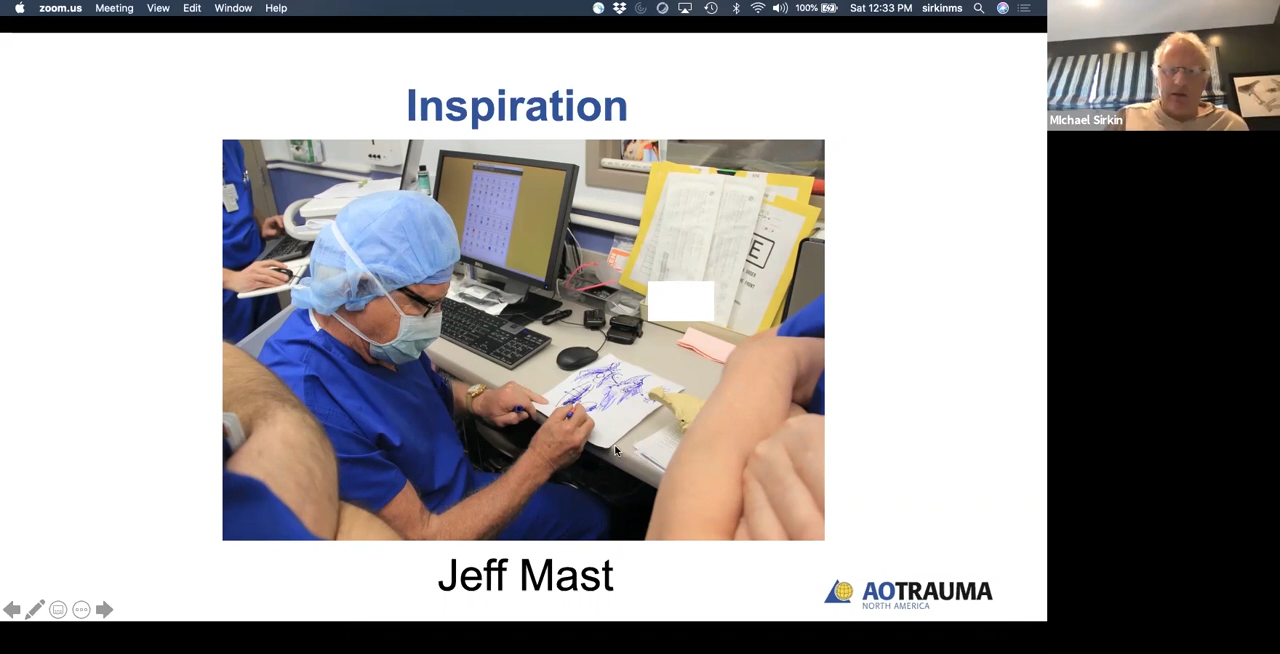 zoom.us Meeting View Edit Window Help 100% Sat 12:33 PM sirkinms
MIchael Sirkin
Inspiration
E
Jeff Mast
AOTRAUMA
NORTH AMERICA